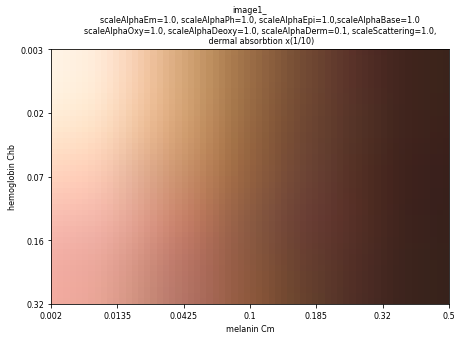 image1_
scaleAlphaEm=1.0, scaleAlphaPh=1.0, scaleAlphaEpi=1.0,scaleAlphaBase=1.0
scaleAlphaOxy=1.0, scaleAlphaDeoxy=1.0, scaleAlphaDerm=0.1, scaleScattering=1.0,
dermal absorbtion x(1/10)
0.003
0.02
0.07
0.16
0.32
hemoglobin Chb
0.002 0.0135 0.0425 0.1 0.185 0.32 0.5
melanin Cm